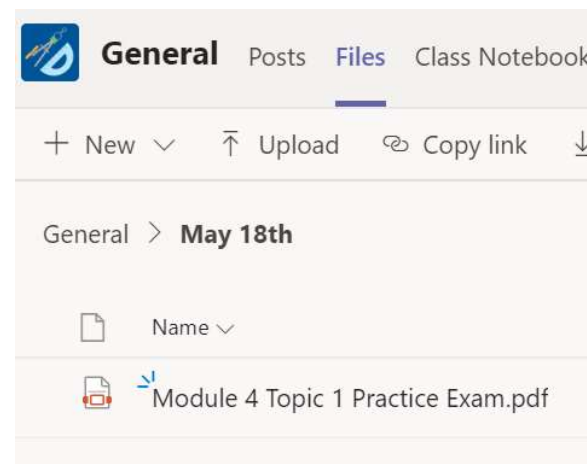 General Posts Files Class Notebook
New Upload Copy link
General > May 18th
Name
Module 4 Topic 1 Practice Exam.pdf